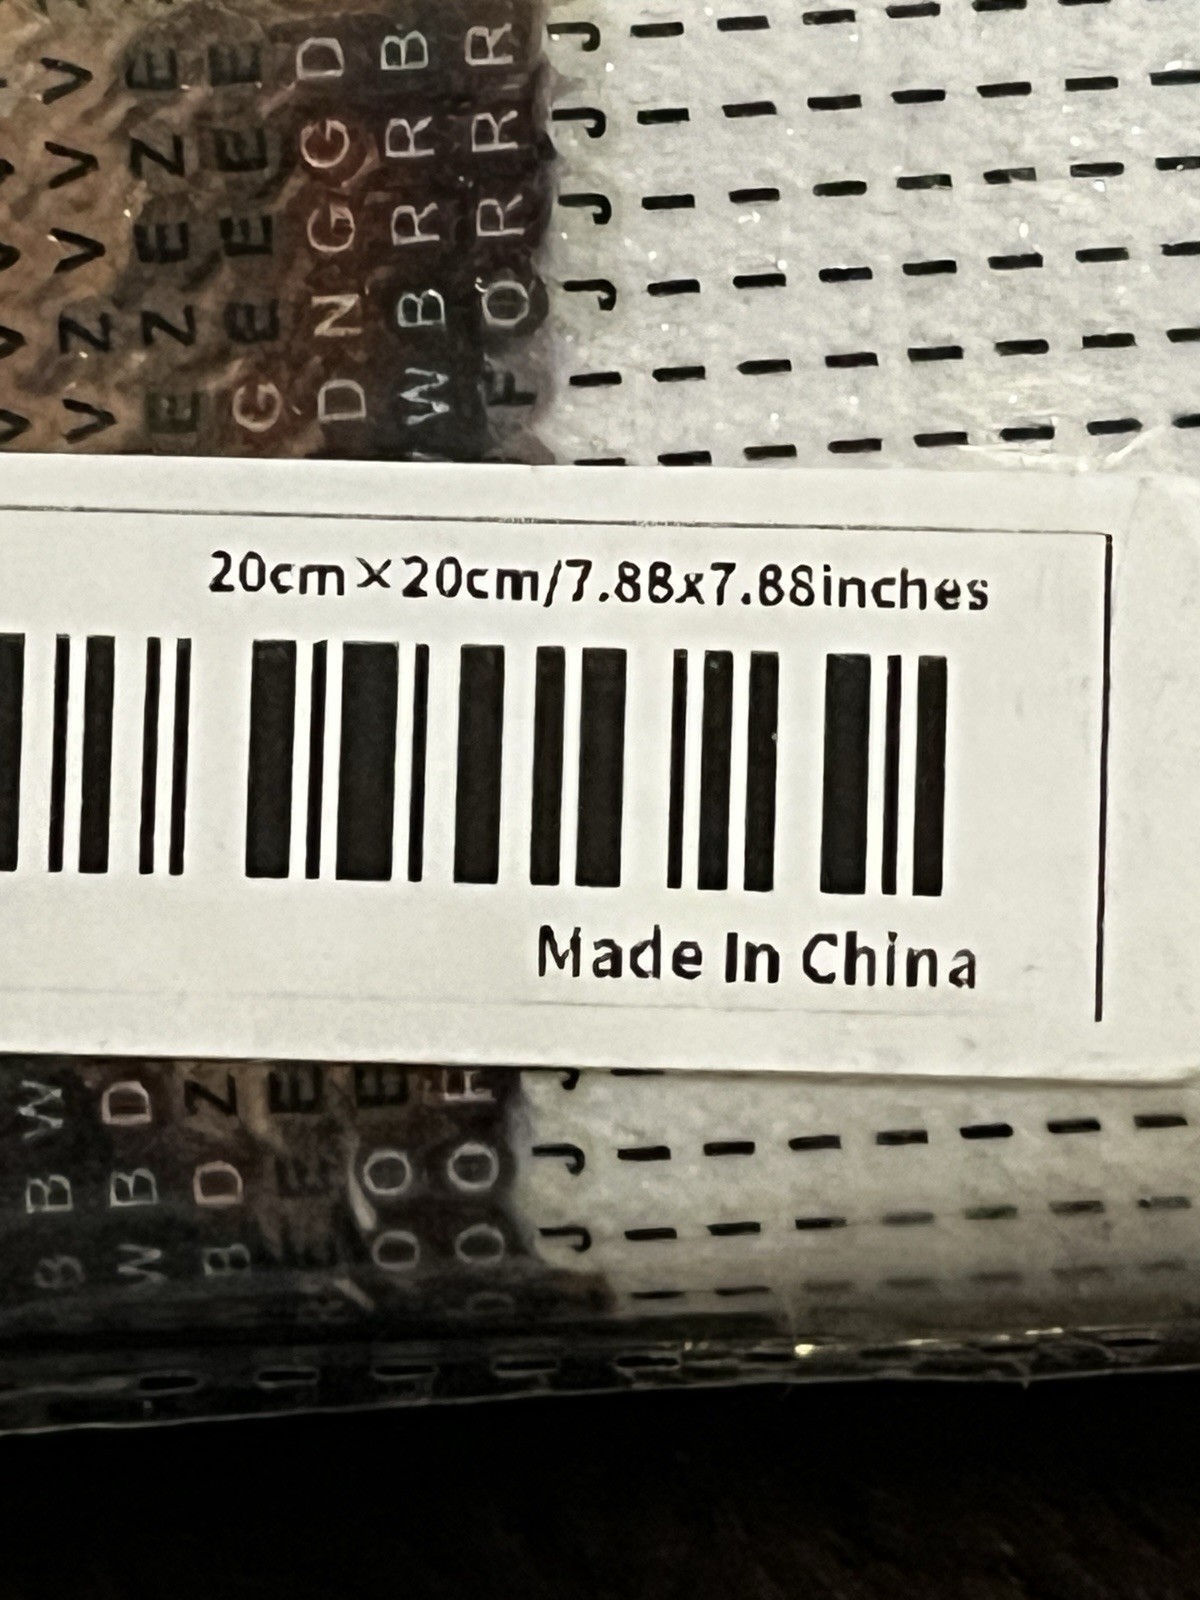 V V V Z V
E Z E Z E
E E E E G
D G G N D
B R R B W
R R R O F
J J J J
20cm×20cm/7.88x7.88inches
Made In China
W B B
D B W
Z D B
E
E O O
F O O
J J